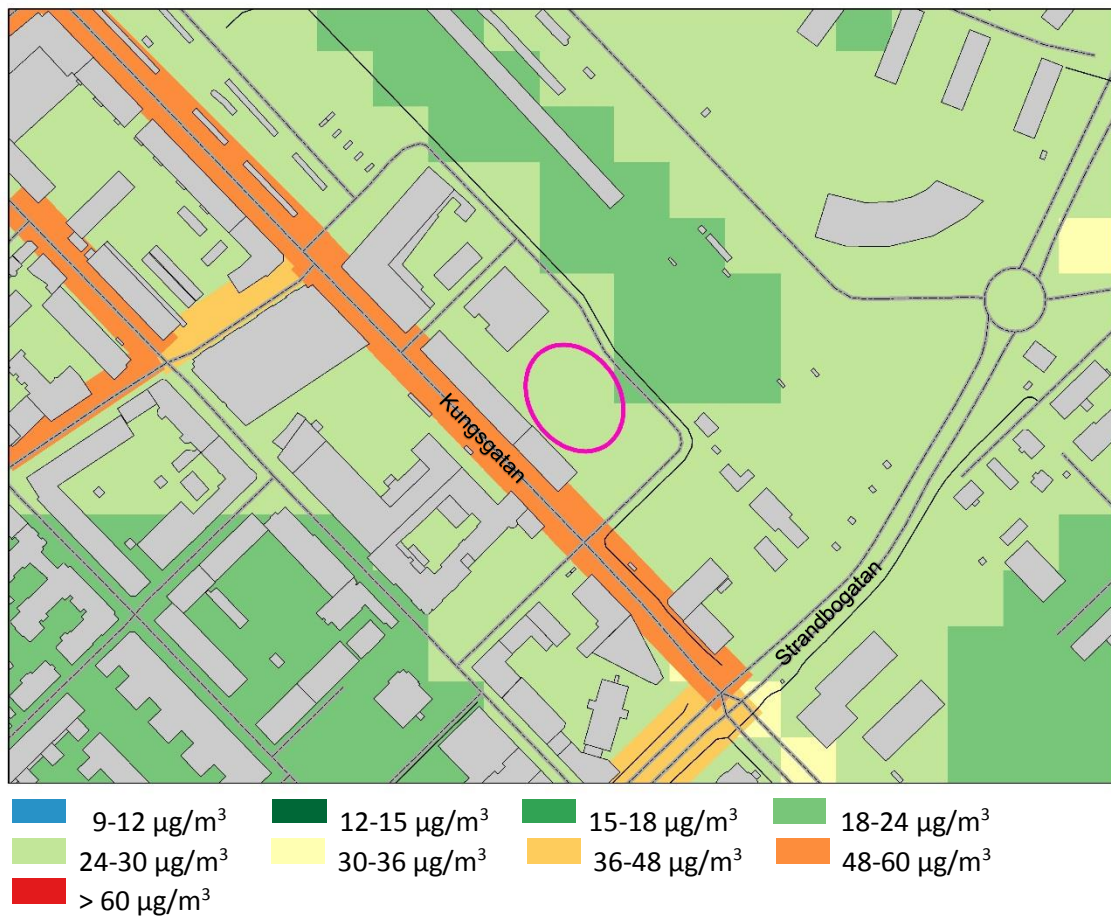 Kungsgatan
Strandbogatan
9-12 µg/m³ 12-15 µg/m³ 15-18 µg/m³ 18-24 µg/m³
24-30 µg/m³ 30-36 µg/m³ 36-48 µg/m³ 48-60 µg/m³
> 60 µg/m³